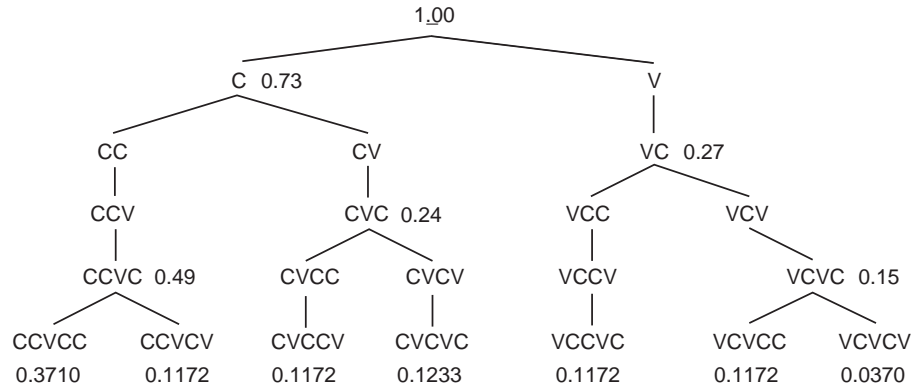 1.00
C 0.73 V
CC CV VC 0.27
CCV CVC 0.24 VCC VCV
CCVC 0.49 CVCC CVCV VCCV VCVC 0.15
CCVCC CCVCV CVCCV CVCVC VCCVC VCVCC VCVCV
0.3710 0.1172 0.1172 0.1233 0.1172 0.1172 0.0370